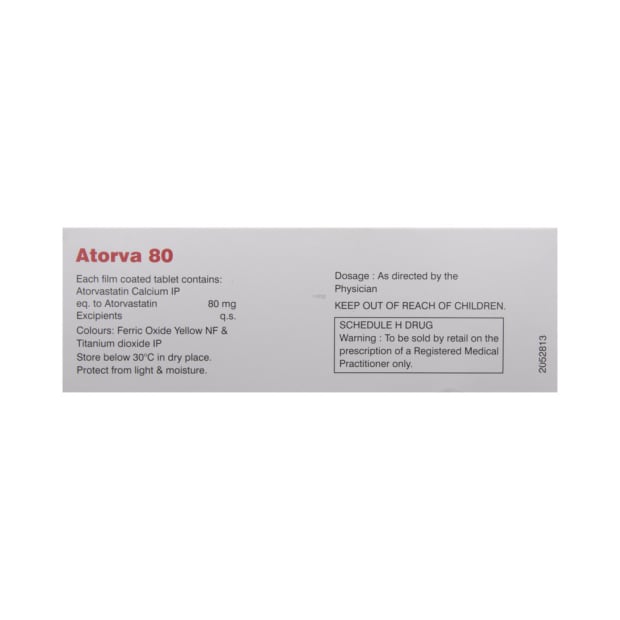 Atorva 80
Each film coated tablet contains:
Atorvastatin Calcium IP
eq. to Atorvastatin 80 mg
Excipients q.s.
Colours: Ferric Oxide Yellow NF &
Titanium dioxide IP
Store below 30°C in dry place.
Protect from light & moisture.
Dosage : As directed by the
Physician
KEEP OUT OF REACH OF CHILDREN.
SCHEDULE H DRUG
Warning : To be sold by retail on the
prescription of a Registered Medical
Practitioner only.
2052813